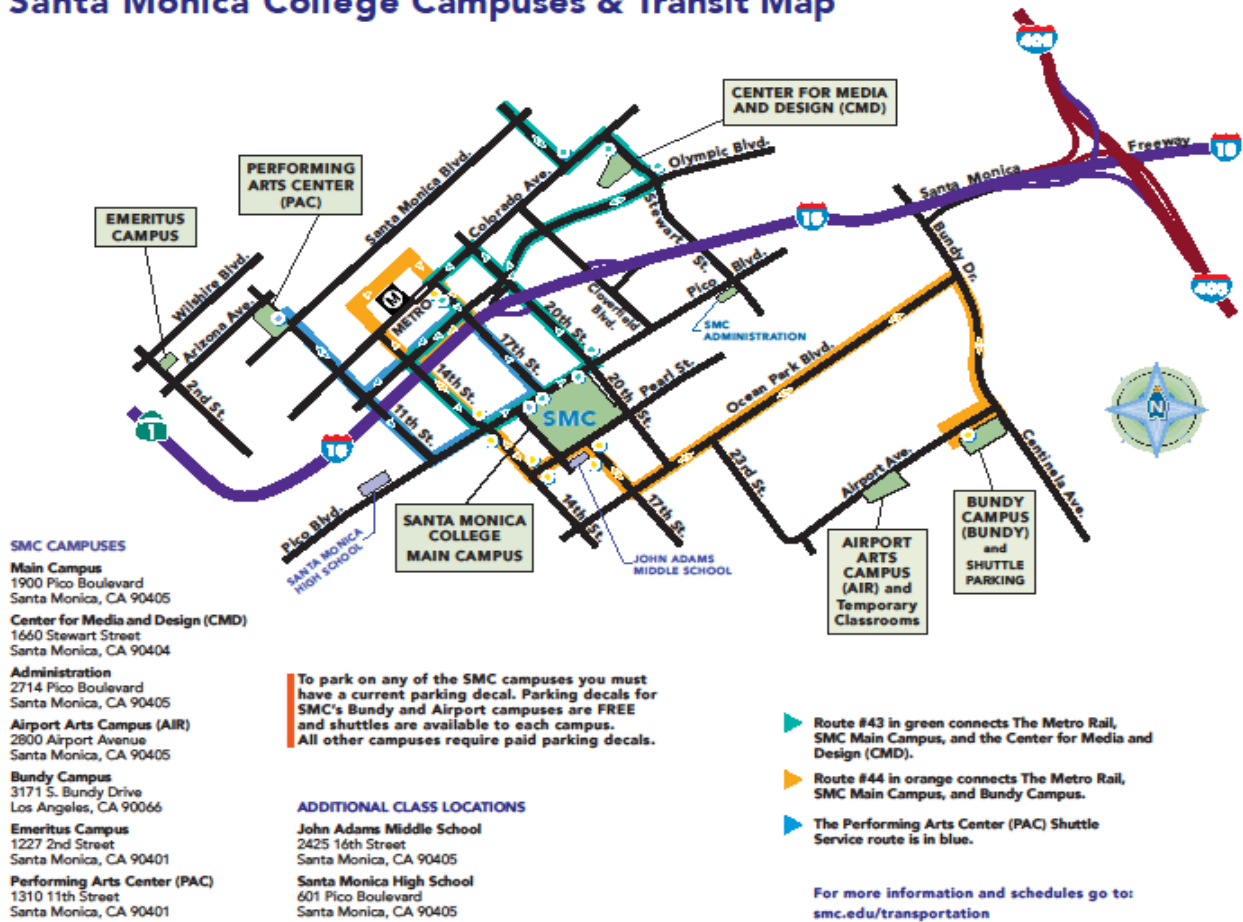 Santa Monica College Campuses & Transit Map
405
CENTER FOR MEDIA
AND DESIGN (CMD)
Freeway
10
Olympic Blvd.
PERFORMING
ARTS CENTER
(PAC)
Santa Monica Blvd.
Colorado Ave.
Santa Monica
Stewart St.
10
EMERITUS
CAMPUS
Bundy Dr.
Wilshire Blvd.
Pico Blvd.
405
M
METRO
Cloverfield
Blvd.
Arizona Ave.
20th St.
SMC
ADMINISTRATION
17th St.
2nd St.
14th St.
20th St.
Pearl St.
Ocean Park Blvd.
N
1
11th St.
SMC
10
23rd St.
Airport Ave.
Centinela Ave.
14th St.
17th St.
Pico Blvd.
SANTA MONICA
HIGH SCHOOL
SANTA MONICA
COLLEGE
MAIN CAMPUS
JOHN ADAMS
MIDDLE SCHOOL
AIRPORT
ARTS
CAMPUS
(AIR) and
Temporary
Classrooms
BUNDY
CAMPUS
(BUNDY)
and
SHUTTLE
PARKING
SMC CAMPUSES
Main Campus
1900 Pico Boulevard
Santa Monica, CA 90405
Center for Media and Design (CMD)
1660 Stewart Street
Santa Monica, CA 90404
Administration
2714 Pico Boulevard
Santa Monica, CA 90405
Airport Arts Campus (AIR)
2800 Airport Avenue
Santa Monica, CA 90405
Bundy Campus
3171 S. Bundy Drive
Los Angeles, CA 90066
Emeritus Campus
1227 2nd Street
Santa Monica, CA 90401
Performing Arts Center (PAC)
1310 11th Street
Santa Monica, CA 90401
To park on any of the SMC campuses you must
have a current parking decal. Parking decals for
SMC's Bundy and Airport campuses are FREE
and shuttles are available to each campus.
All other campuses require paid parking decals.
ADDITIONAL CLASS LOCATIONS
John Adams Middle School
2425 16th Street
Santa Monica, CA 90405
Santa Monica High School
601 Pico Boulevard
Santa Monica, CA 90405
Route #43 in green connects The Metro Rail,
SMC Main Campus, and the Center for Media and
Design (CMD).
Route #44 in orange connects The Metro Rail,
SMC Main Campus, and Bundy Campus.
The Performing Arts Center (PAC) Shuttle
Service route is in blue.
For more information and schedules go to:
smc.edu/transportation